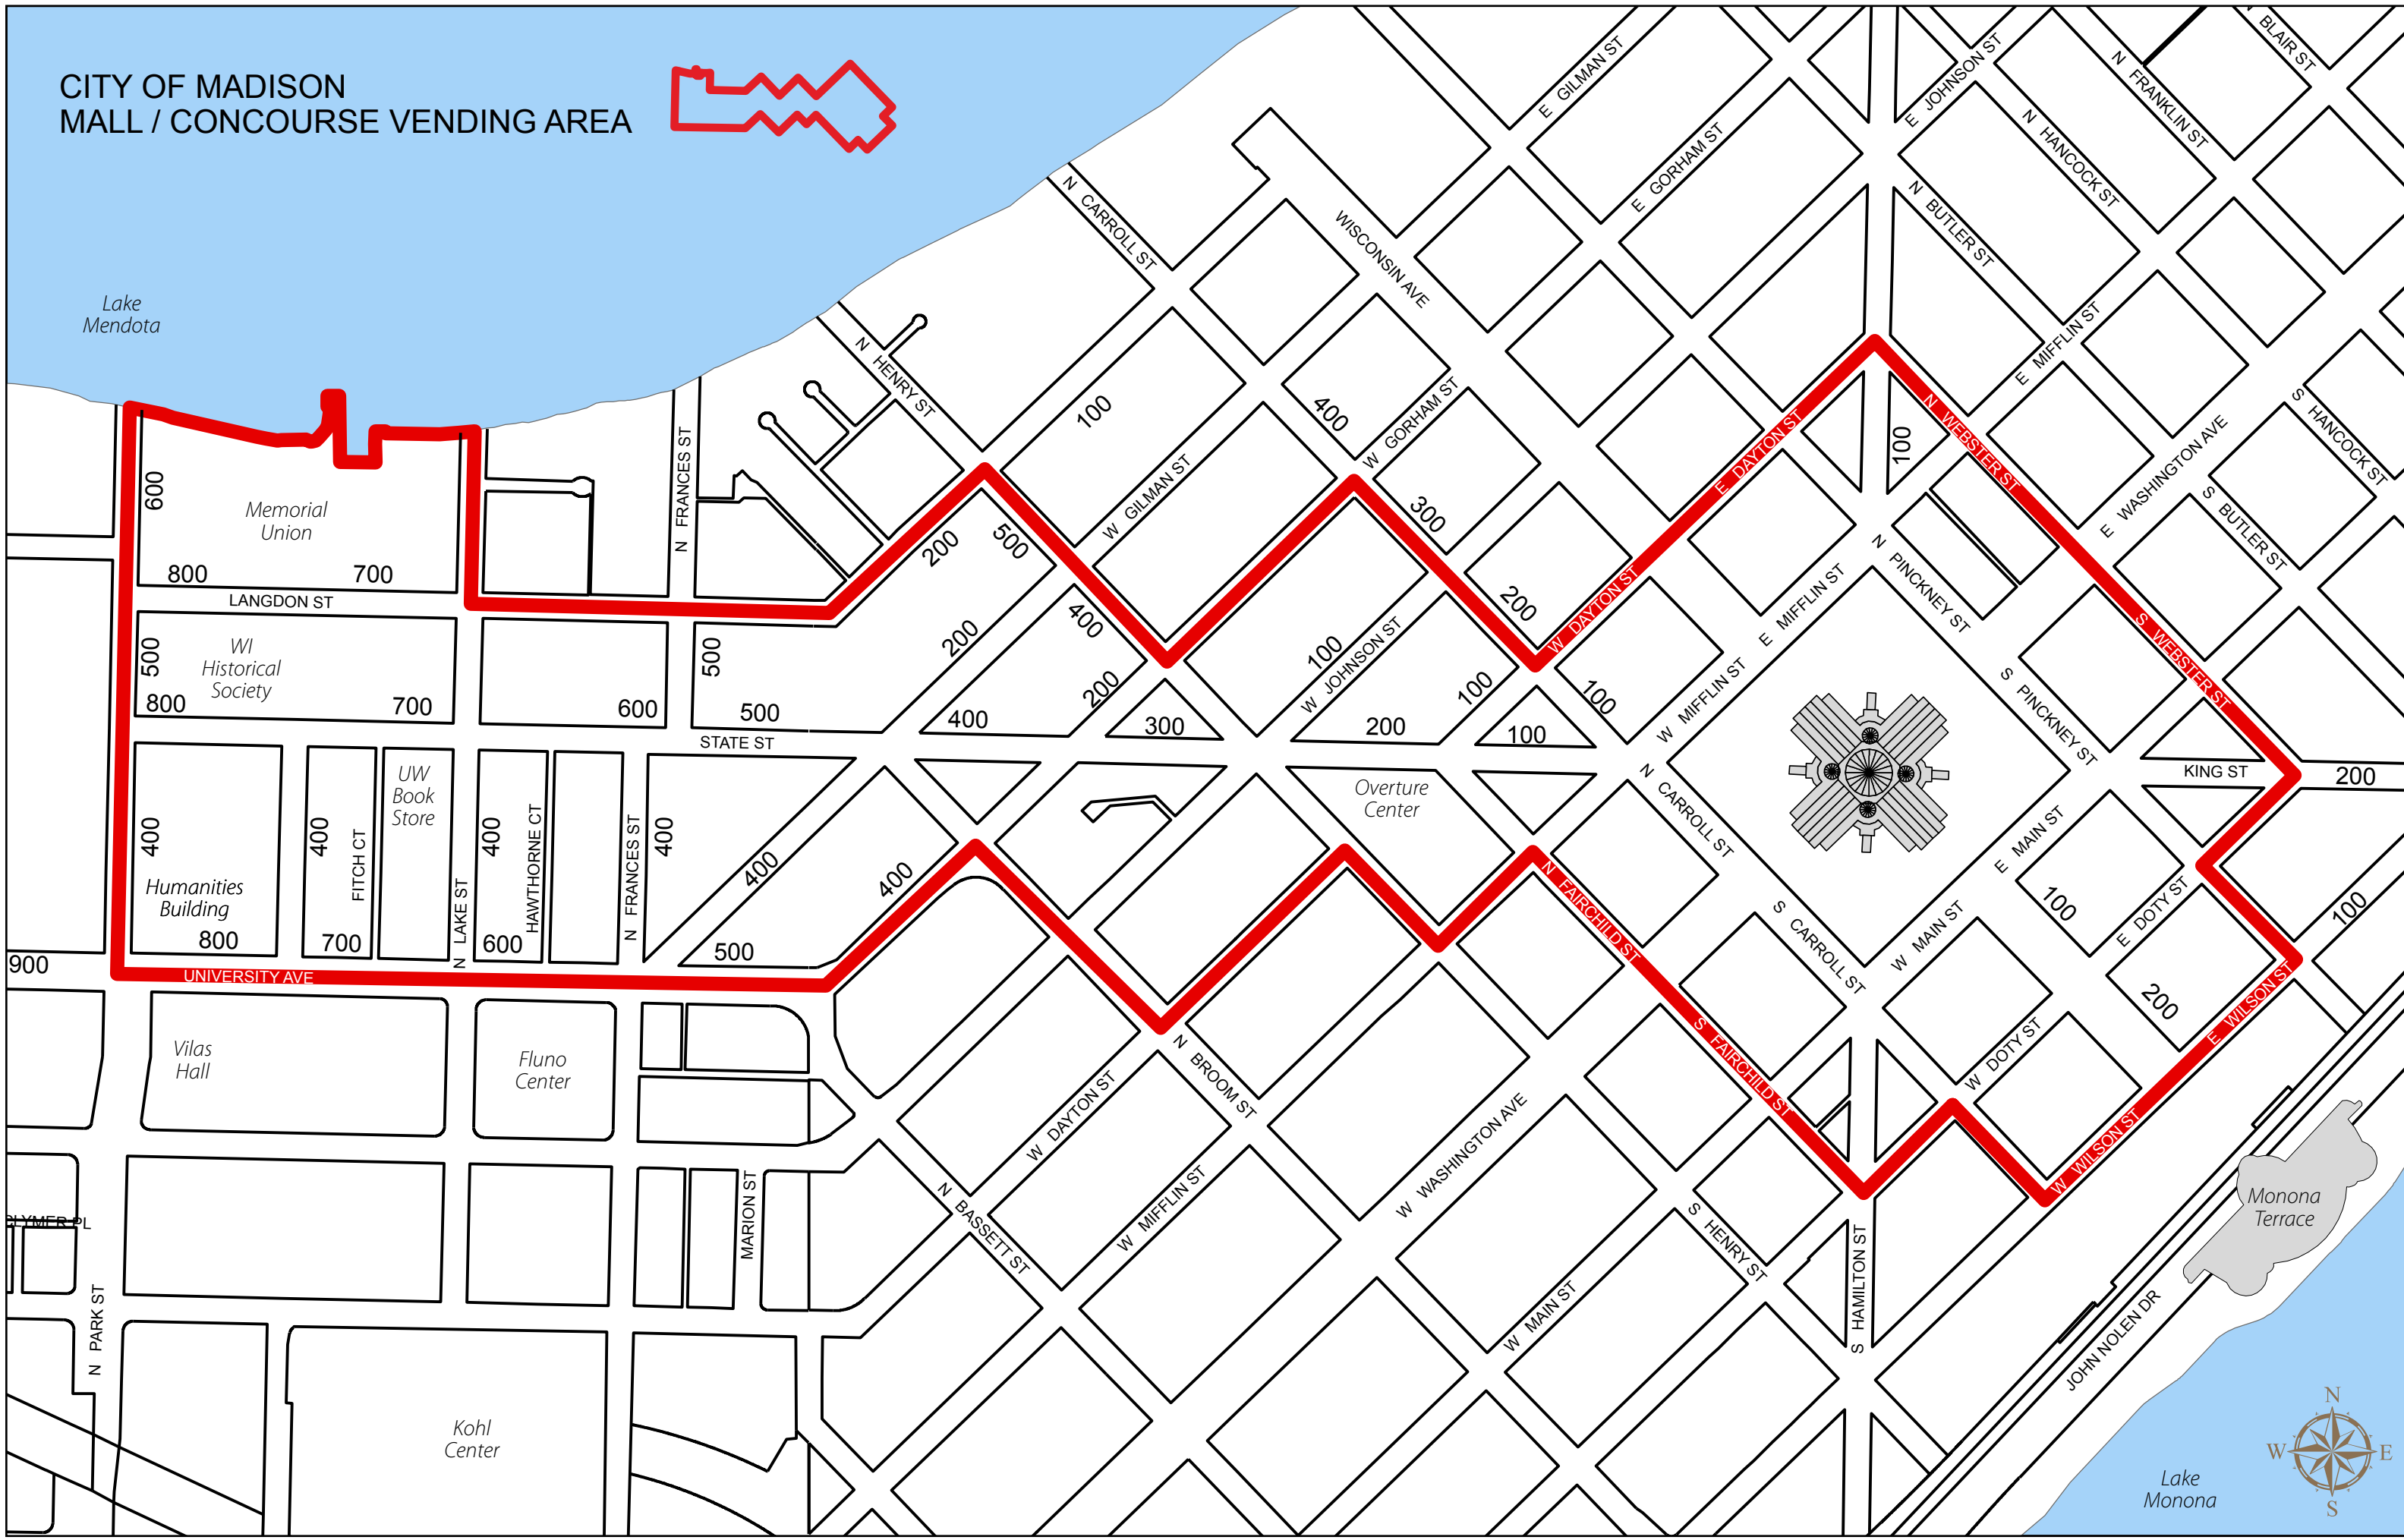 CITY OF MADISON
MALL / CONCOURSE VENDING AREA
Lake
Mendota
E GILMAN ST
E JOHNSON ST
N BLAIR ST
N FRANKLIN ST
N HANCOCK ST
E GORHAM ST
N BUTLER ST
N CARROLL ST
WISCONSIN AVE
E MIFFLIN ST
N HENRY ST
100
400
W GORHAM ST
S HANCOCK ST
E WASHINGTON AVE
S BUTLER ST
N FRANCES ST
W GILMAN ST
300
E DAYTON ST
100
N WEBSTER ST
600
Memorial
Union
800
700
LANGDON ST
200
500
200
W DAYTON ST
E MIFFLIN ST
N PINCKNEY ST
500
WI
Historical
Society
500
200
400
100
W JOHNSON ST
100
100
W MIFFLIN ST
S PINCKNEY ST
S WEBSTER ST
800
700
600
500
400
200
300
200
100
STATE ST
KING ST
200
UW
Book
Store
Overture
Center
N CARROLL ST
400
400
FITCH CT
400
HAWTHORNE CT
N FRANCES ST
400
400
400
E MAIN ST
Humanities
Building
N LAKE ST
N FAIRCHILD ST
S CARROLL ST
W MAIN ST
100
E DOTY ST
100
800
700
600
500
900
UNIVERSITY AVE
200
E WILSON ST
Vilas
Hall
Fluno
Center
W DAYTON ST
N BROOM ST
W WASHINGTON AVE
S FAIRCHILD ST
W DOTY ST
W WILSON ST
MARION ST
N BASSETT ST
W MIFFLIN ST
S HENRY ST
Monona
Terrace
CLYMER PL
N PARK ST
W MAIN ST
S HAMILTON ST
JOHN NOLEN DR
Kohl
Center
Lake
Monona
N
W
E
S